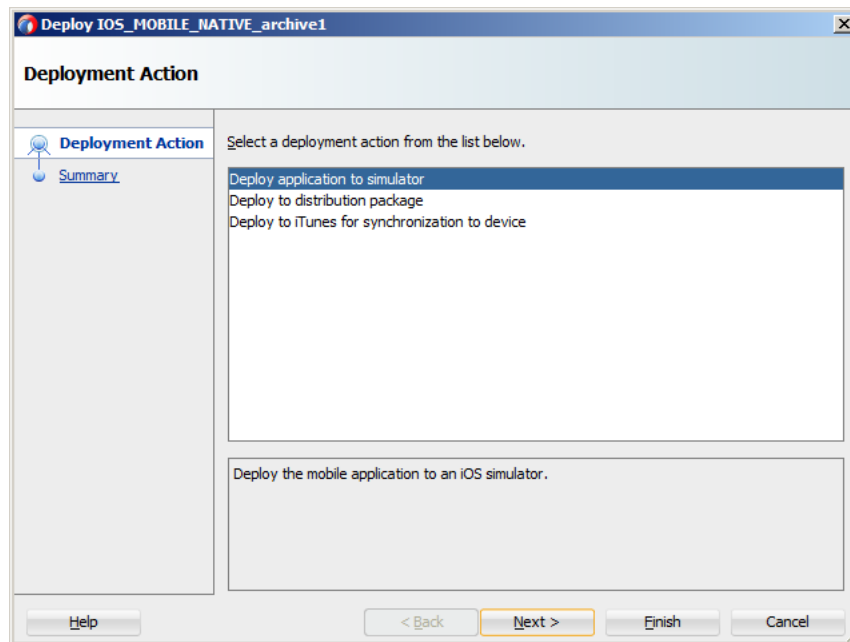 Deploy IOS_MOBILE_NATIVE_archive1
Deployment Action
Deployment Action
Summary
Select a deployment action from the list below.
Deploy application to simulator
Deploy to distribution package
Deploy to iTunes for synchronization to device
Deploy the mobile application to an iOS simulator.
Help
< Back
Next >
Finish
Cancel